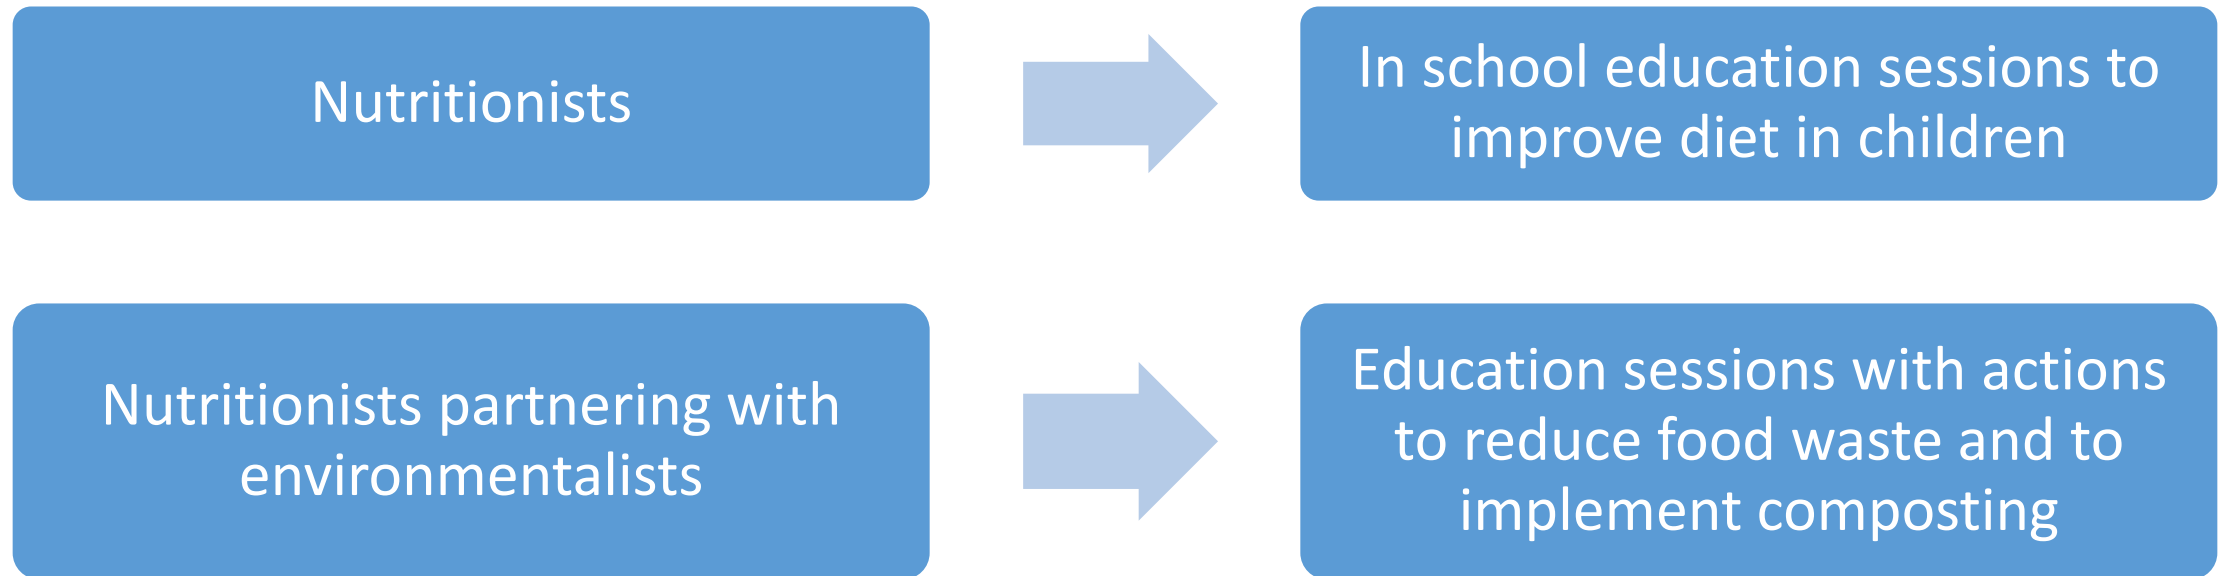 Nutritionists
In school education sessions to
improve diet in children
Nutritionists partnering with
environmentalists
Education sessions with actions
to reduce food waste and to
implement composting